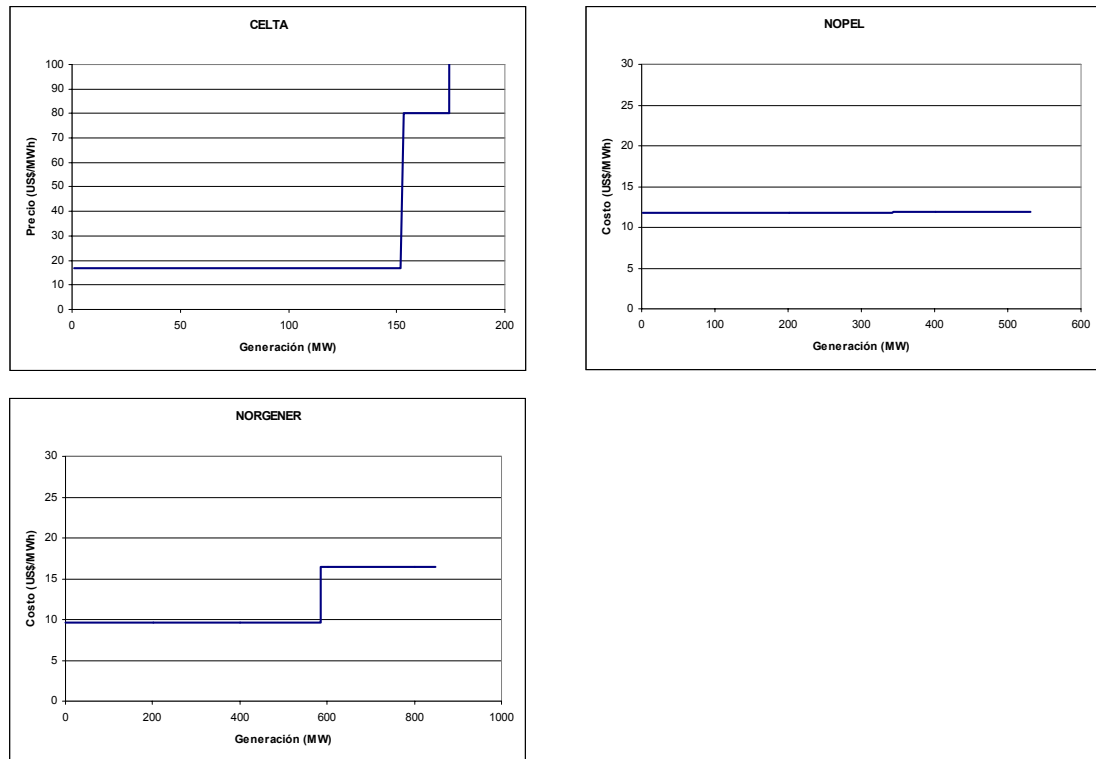 CELTA
Precio (US$/MWh)
100
90
80
70
60
50
40
30
20
10
0
0 50 100 150 200
Generación (MW)
NOPEL
Costo (US$/MWh)
30
25
20
15
10
5
0
0 100 200 300 400 500 600
Generación (MW)
NORGENER
Costo (US$/MWh)
30
25
20
15
10
5
0
0 200 400 600 800 1000
Generación (MW)